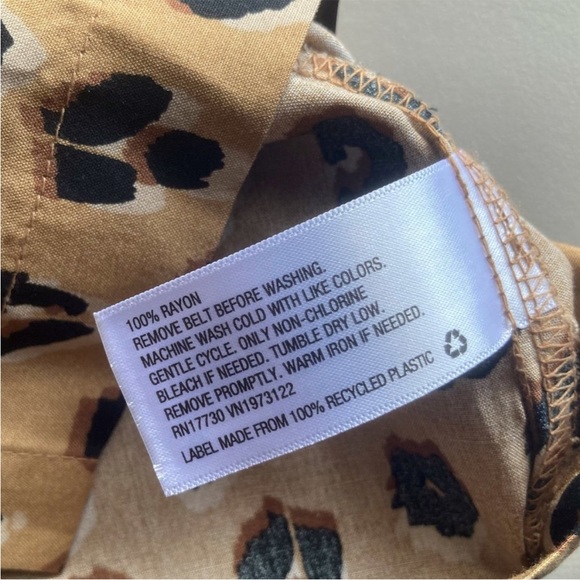 100% RAYON
REMOVE BELT BEFORE WASHING.
MACHINE WASH COLD WITH LIKE COLORS.
GENTLE CYCLE. ONLY NON-CHLORINE
BLEACH IF NEEDED. TUMBLE DRY LOW.
REMOVE PROMPTLY. WARM IRON IF NEEDED.
RN17730 VN1973122
LABEL MADE FROM 100% RECYCLED PLASTIC